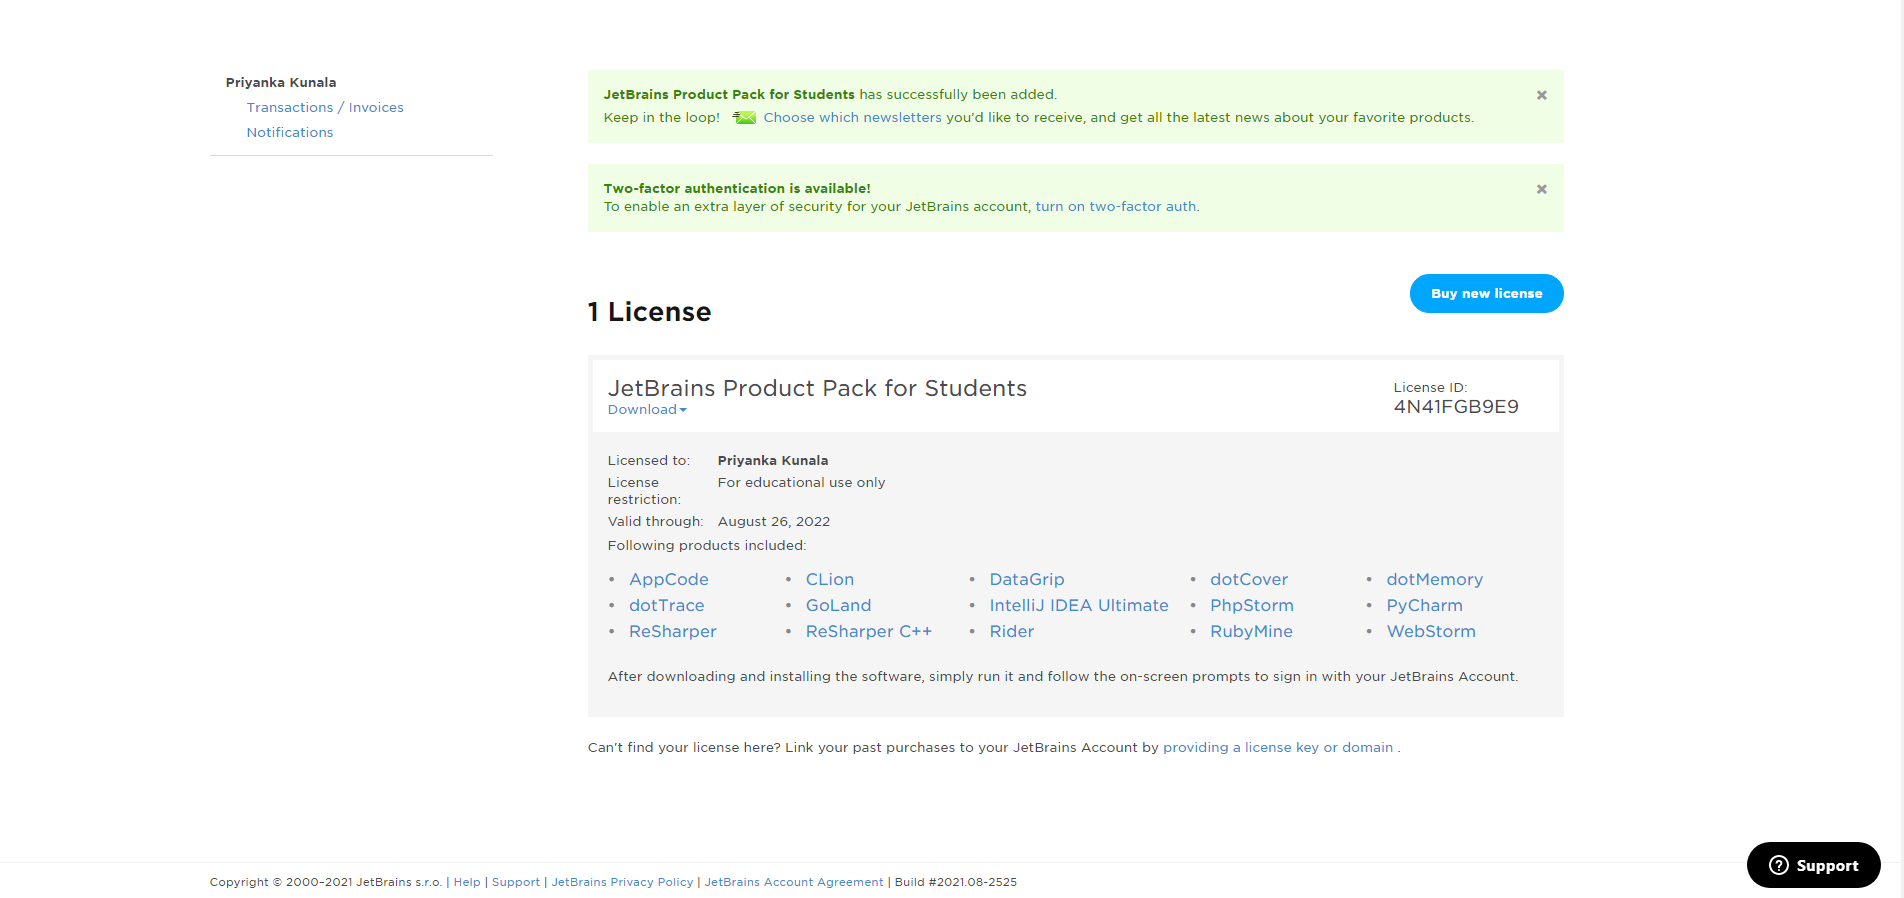 Priyanka Kunala
Transactions / Invoices
Notifications
JetBrains Product Pack for Students has successfully been added.
Keep in the loop! Choose which newsletters you'd like to receive, and get all the latest news about your favorite products.
Two-factor authentication is available!
To enable an extra layer of security for your JetBrains account, turn on two-factor auth.
1 License
Buy new license
JetBrains Product Pack for Students
Download
License ID:
4N41FGB9E9
Licensed to: Priyanka Kunala
License restriction: For educational use only
Valid through: August 26, 2022
Following products included:
• AppCode • CLion • DataGrip • dotCover • dotMemory
• dotTrace • GoLand • IntelliJ IDEA Ultimate • PhpStorm • PyCharm
• ReSharper • ReSharper C++ • Rider • RubyMine • WebStorm
After downloading and installing the software, simply run it and follow the on-screen prompts to sign in with your JetBrains Account.
Can't find your license here? Link your past purchases to your JetBrains Account by providing a license key or domain .
Support
Copyright © 2000–2021 JetBrains s.r.o. | Help | Support | JetBrains Privacy Policy | JetBrains Account Agreement | Build #2021.08-2525